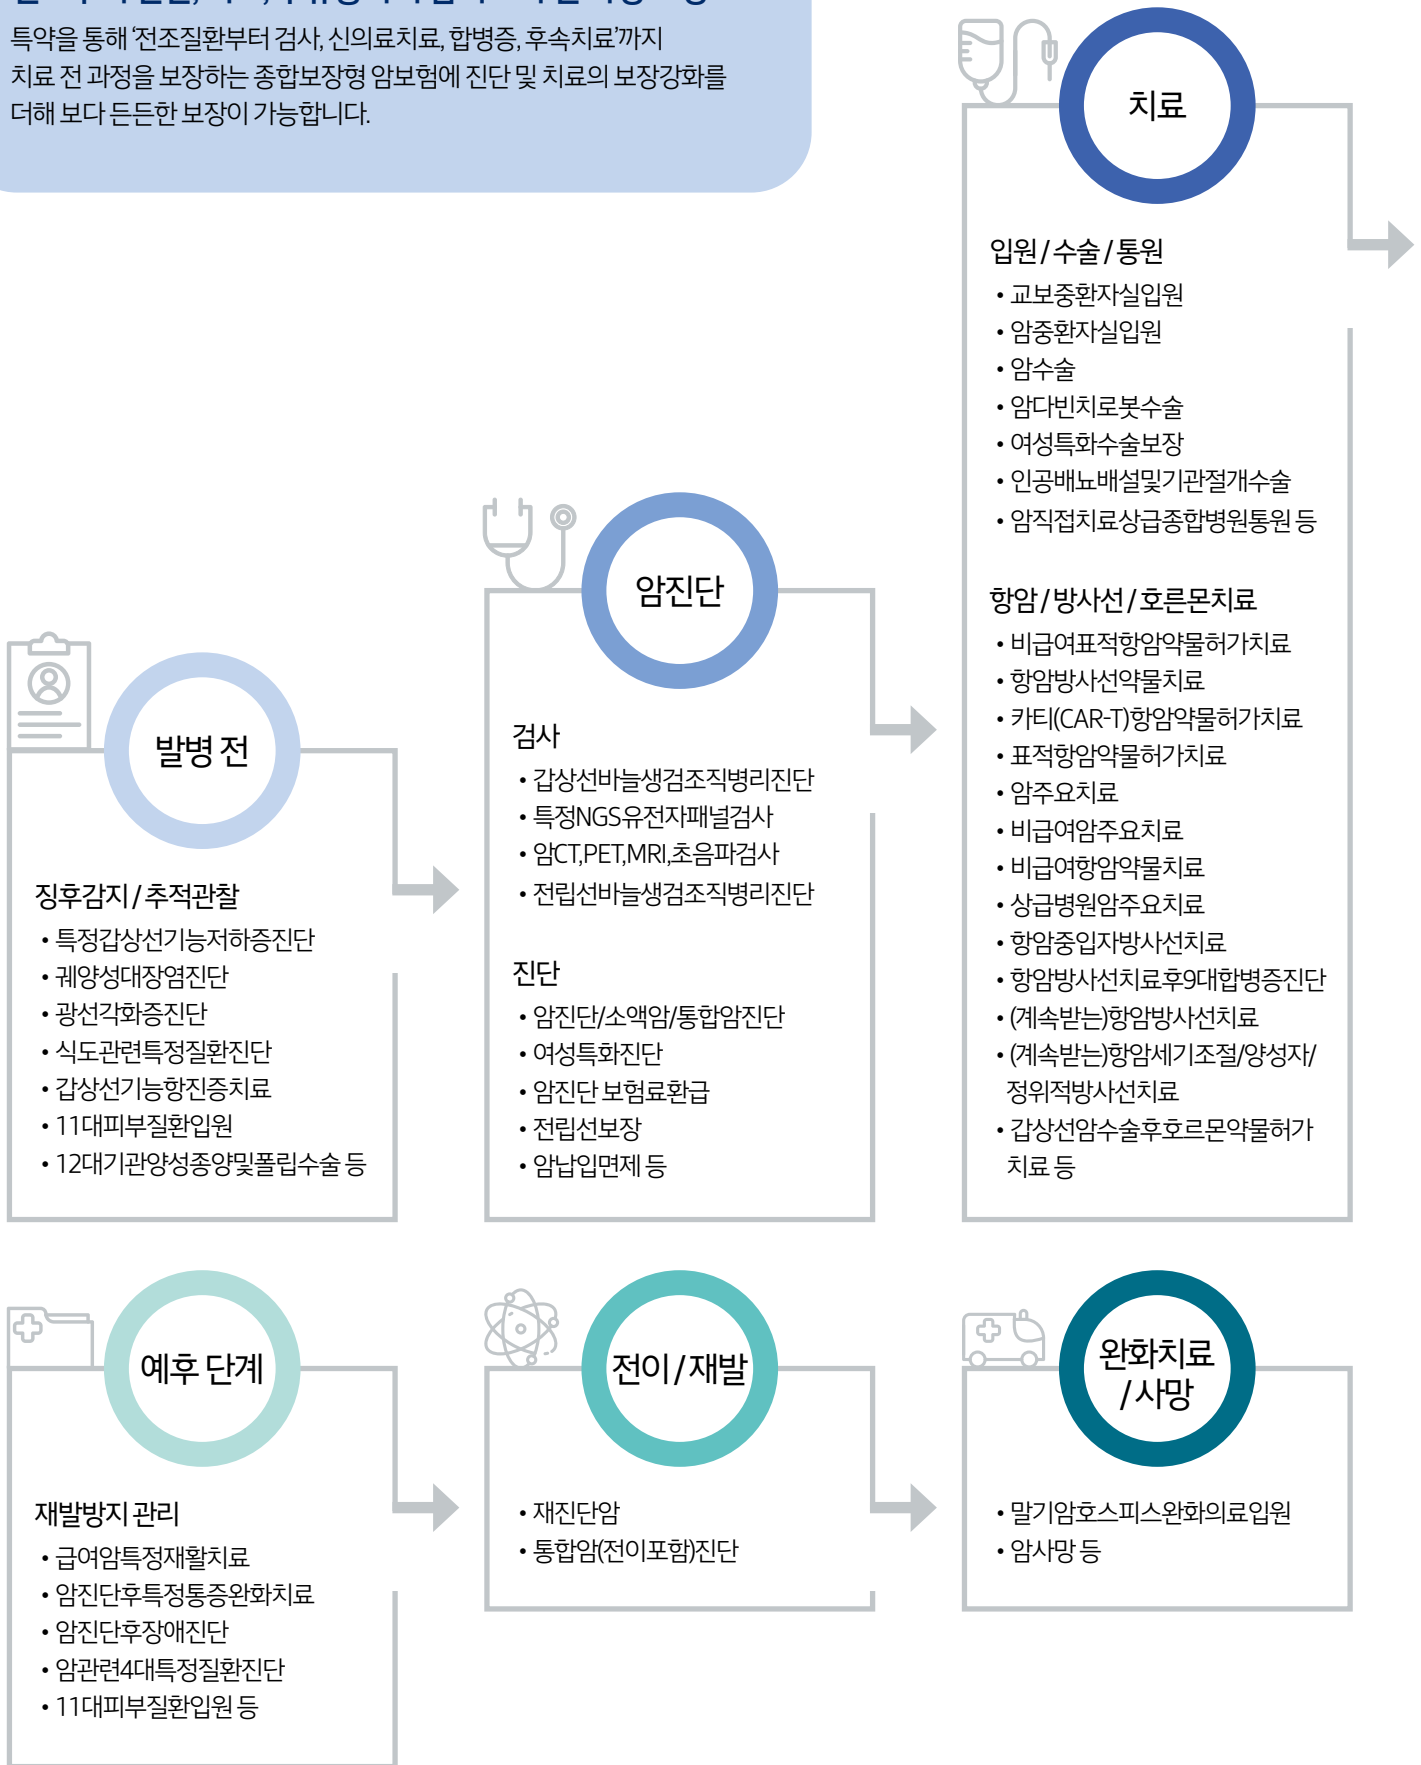 특약을 통해 ‘전조질환부터 검사, 신의료치료, 합병증, 후속치료’까지
치료 전 과정을 보장하는 종합보장형 암보험에 진단 및 치료의 보장강화를
더해 보다 든든한 보장이 가능합니다.
치료
입원 / 수술 / 통원
• 교보중환자실입원
• 암중환자실입원
• 암수술
• 암다빈치로봇수술
• 여성특화수술보장
• 인공배뇨배설및기관절개수술
• 암직접치료상급종합병원통원 등
항암 / 방사선 / 호른몬치료
• 비급여표적항암약물허가치료
• 항암방사선약물치료
• 카티(CAR-T)항암약물허가치료
• 표적항암약물허가치료
• 암주요치료
• 비급여암주요치료
• 비급여항암약물치료
• 상급병원암주요치료
• 항암중입자방사선치료
• 항암방사선치료후9대합병증진단
• (계속받는)항암방사선치료
• (계속받는)항암세기조절/양성자/
정위적방사선치료
• 갑상선암수술후호르몬약물허가
치료 등
암진단
검사
• 갑상선바늘생검조직병리진단
• 특정NGS유전자패널검사
• 암CT,PET,MRI,초음파검사
• 전립선바늘생검조직병리진단
진단
• 암진단/소액암/통합암진단
• 여성특화진단
• 암진단 보험료환급
• 전립선보장
• 암납입면제 등
발병 전
징후감지 / 추적관찰
• 특정갑상선기능저하증진단
• 궤양성대장염진단
• 광선각화증진단
• 식도관련특정질환진단
• 갑상선기능항진증치료
• 11대피부질환입원
• 12대기관양성종양및폴립수술 등
예후 단계
재발방지 관리
• 급여암특정재활치료
• 암진단후특정통증완화치료
• 암진단후장애진단
• 암관련4대특정질환진단
• 11대피부질환입원 등
전이 / 재발
• 재진단암
• 통합암(전이포함)진단
완화치료
/ 사망
• 말기암호스피스완화의료입원
• 암사망 등